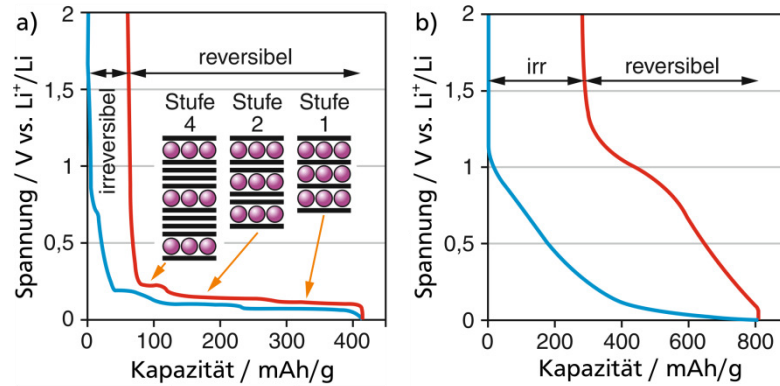 a)
Spannung / V vs. Li⁺/Li
2
1,5
1
0,5
0
irreversibel
reversibel
Stufe
4
Stufe
2
Stufe
1
0
100
200
300
400
Kapazität / mAh/g
b)
Spannung / V vs. Li⁺/Li
2
1,5
1
0,5
0
irr
reversibel
0
200
400
600
800
Kapazität / mAh/g